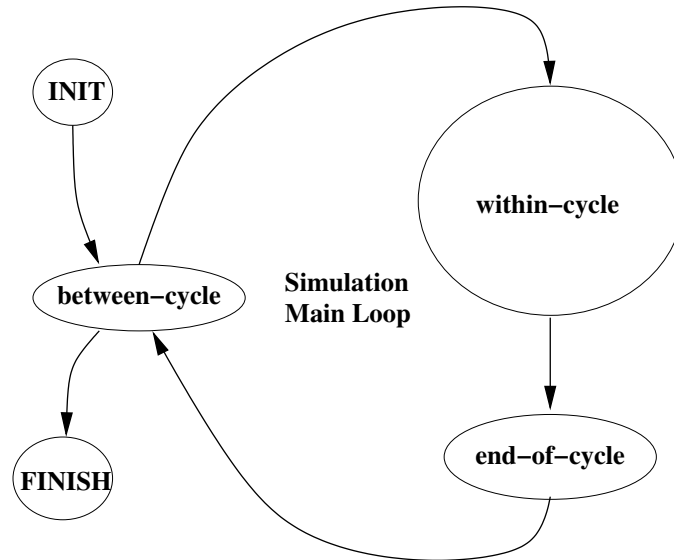 INIT
within−cycle
between−cycle
Simulation
Main Loop
end−of−cycle
FINISH